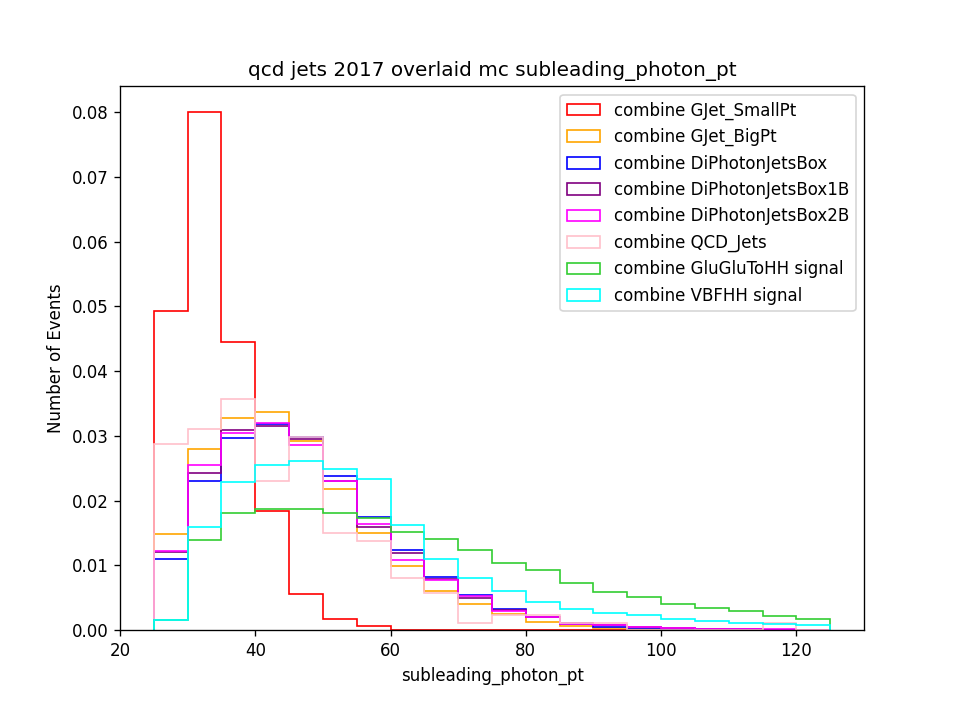 qcd jets 2017 overlaid mc subleading_photon_pt
combine GJet_SmallPt
combine GJet_BigPt
combine DiPhotonJetsBox
combine DiPhotonJetsBox1B
combine DiPhotonJetsBox2B
combine QCD_Jets
combine GluGluToHH signal
combine VBFHH signal
Number of Events
0.08
0.07
0.06
0.05
0.04
0.03
0.02
0.01
0.00
20 40 60 80 100 120
subleading_photon_pt